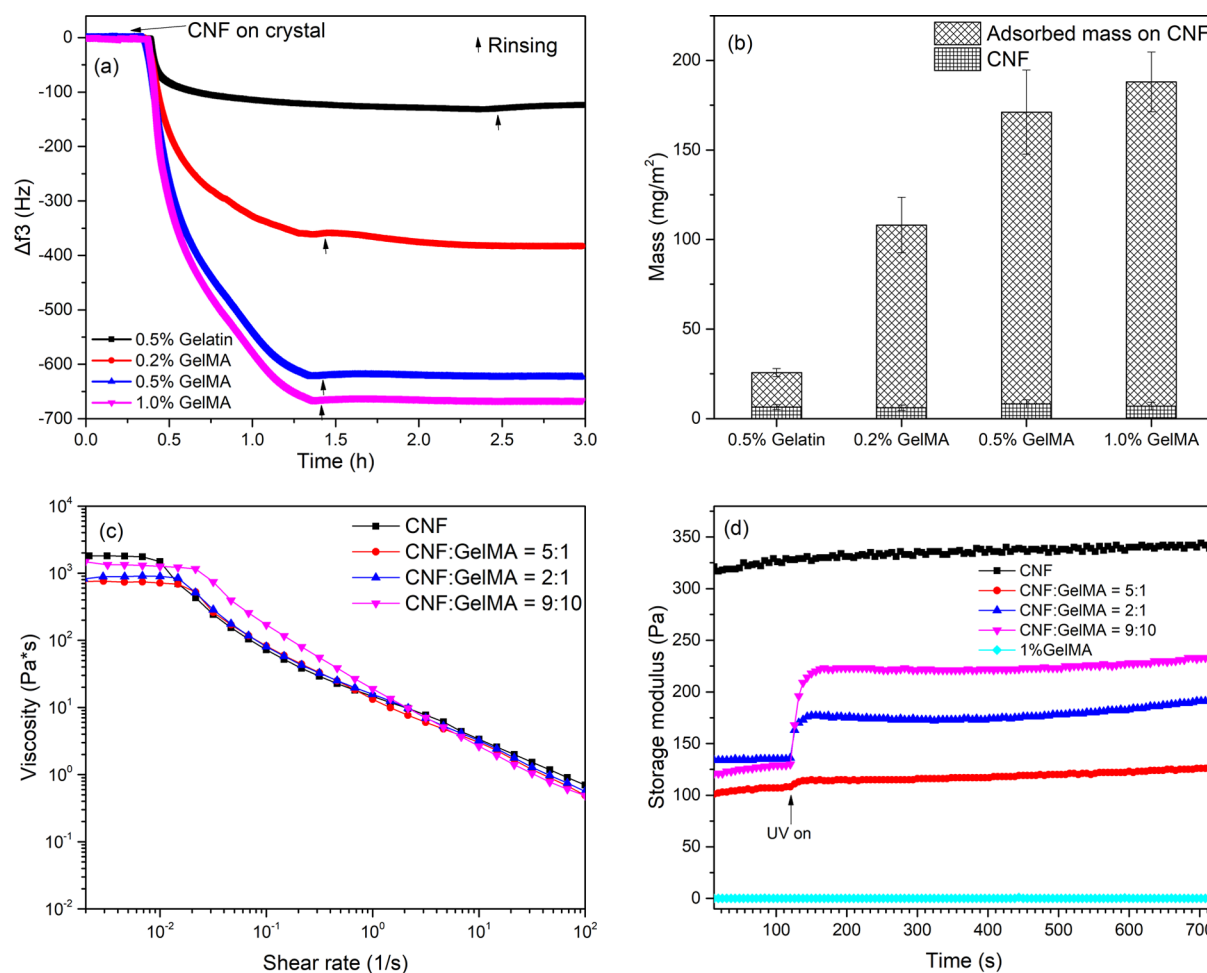 CNF on crystal
Rinsing
(a)
0
-100
-200
-300
-400
-500
-600
-700
Δf3 (Hz)
0.5% Gelatin
0.2% GelMA
0.5% GelMA
1.0% GelMA
0.0 0.5 1.0 1.5 2.0 2.5 3.0
Time (h)
(b)
Adsorbed mass on CNF
CNF
200
150
100
50
0
Mass (mg/m²)
0.5% Gelatin 0.2% GelMA 0.5% GelMA 1.0% GelMA
(c)
CNF
CNF:GelMA = 5:1
CNF:GelMA = 2:1
CNF:GelMA = 9:10
10⁴
10³
10²
10¹
10⁰
10⁻¹
10⁻²
Viscosity (Pa*s)
10⁻² 10⁻¹ 10⁰ 10¹ 10²
Shear rate (1/s)
(d)
350
300
250
200
150
100
50
0
Storage modulus (Pa)
CNF
CNF:GelMA = 5:1
CNF:GelMA = 2:1
CNF:GelMA = 9:10
1%GelMA
UV on
100 200 300 400 500 600 700
Time (s)